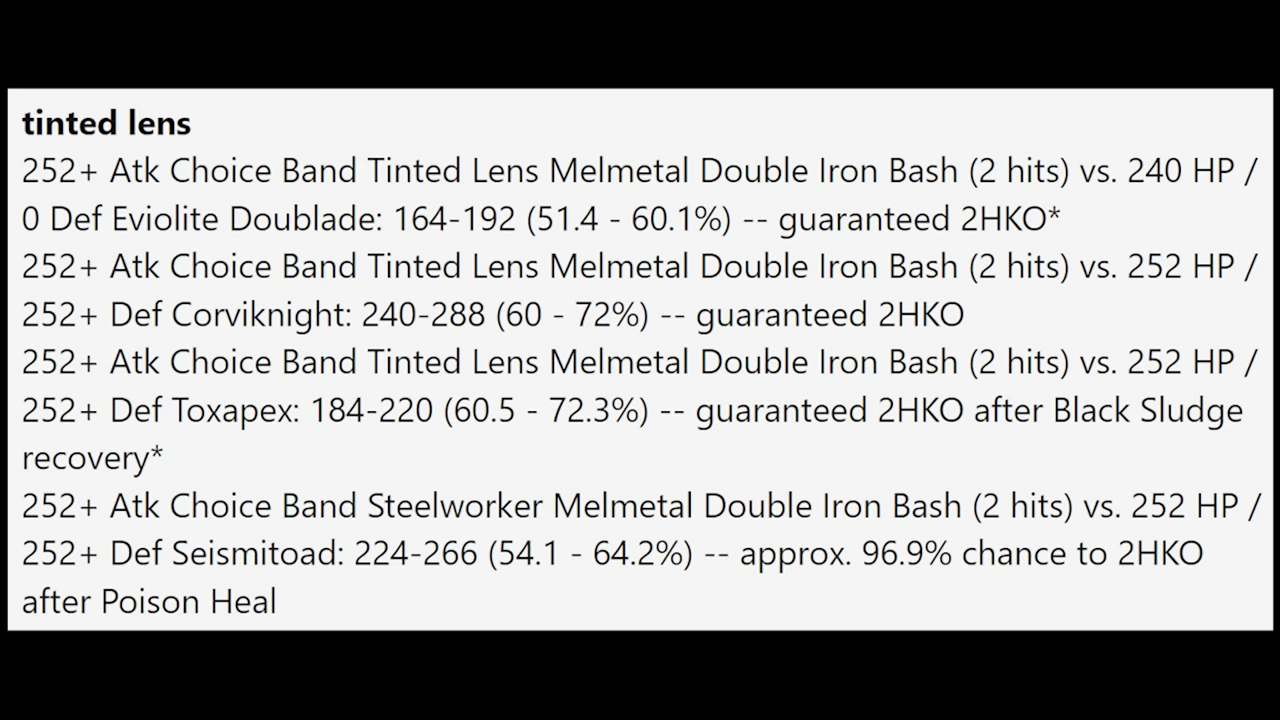 tinted lens
252+ Atk Choice Band Tinted Lens Melmetal Double Iron Bash (2 hits) vs. 240 HP /
0 Def Eviolite Doublade: 164-192 (51.4 - 60.1%) -- guaranteed 2HKO*
252+ Atk Choice Band Tinted Lens Melmetal Double Iron Bash (2 hits) vs. 252 HP /
252+ Def Corviknight: 240-288 (60 - 72%) -- guaranteed 2HKO
252+ Atk Choice Band Tinted Lens Melmetal Double Iron Bash (2 hits) vs. 252 HP /
252+ Def Toxapex: 184-220 (60.5 - 72.3%) -- guaranteed 2HKO after Black Sludge
recovery*
252+ Atk Choice Band Steelworker Melmetal Double Iron Bash (2 hits) vs. 252 HP /
252+ Def Seismitoad: 224-266 (54.1 - 64.2%) -- approx. 96.9% chance to 2HKO
after Poison Heal